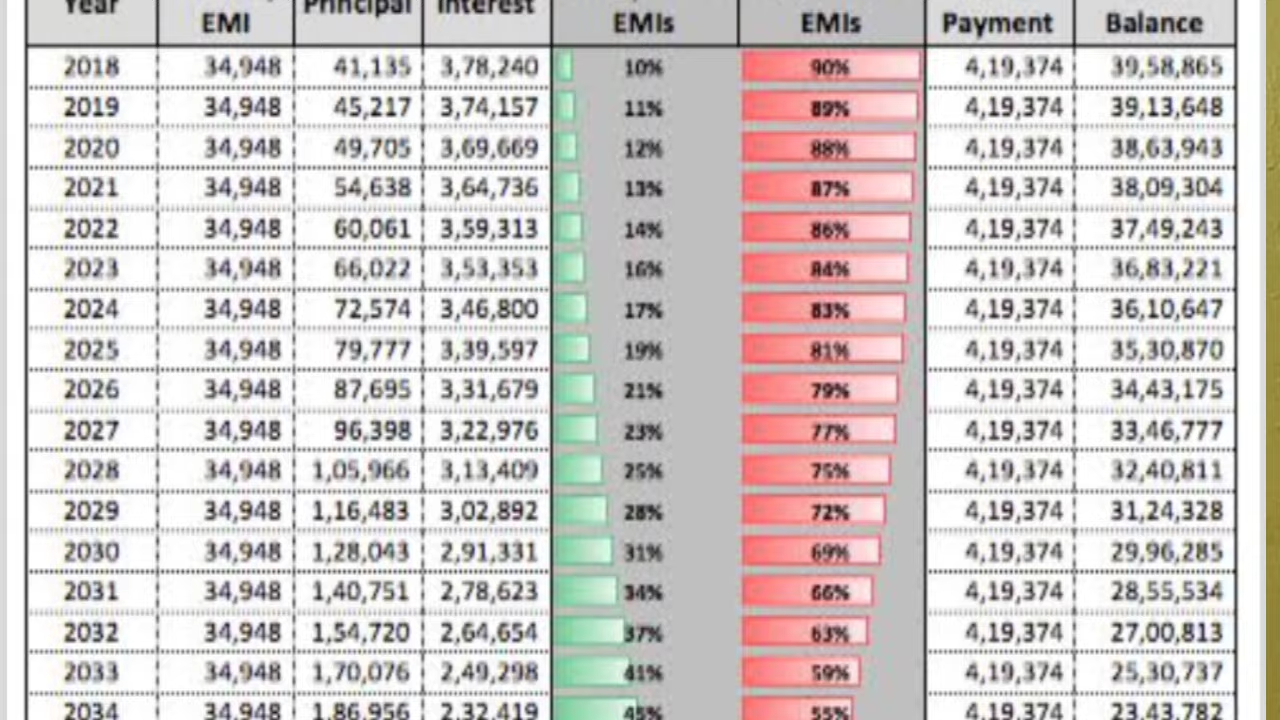 Year EMI Principal Interest EMIs EMIs Payment Balance
2018 34,948 41,135 3,78,240 10% 90% 4,19,374 39,58,865
2019 34,948 45,217 3,74,157 11% 89% 4,19,374 39,13,648
2020 34,948 49,705 3,69,669 12% 88% 4,19,374 38,63,943
2021 34,948 54,638 3,64,736 13% 87% 4,19,374 38,09,304
2022 34,948 60,061 3,59,313 14% 86% 4,19,374 37,49,243
2023 34,948 66,022 3,53,353 16% 84% 4,19,374 36,83,221
2024 34,948 72,574 3,46,800 17% 83% 4,19,374 36,10,647
2025 34,948 79,777 3,39,597 19% 81% 4,19,374 35,30,870
2026 34,948 87,695 3,31,679 21% 79% 4,19,374 34,43,175
2027 34,948 96,398 3,22,976 23% 77% 4,19,374 33,46,777
2028 34,948 1,05,966 3,13,409 25% 75% 4,19,374 32,40,811
2029 34,948 1,16,483 3,02,892 28% 72% 4,19,374 31,24,328
2030 34,948 1,28,043 2,91,331 31% 69% 4,19,374 29,96,285
2031 34,948 1,40,751 2,78,623 34% 66% 4,19,374 28,55,534
2032 34,948 1,54,720 2,64,654 37% 63% 4,19,374 27,00,813
2033 34,948 1,70,076 2,49,298 41% 59% 4,19,374 25,30,737
2034 34,948 1,86,956 2,32,419 45% 55% 4,19,374 23,43,782